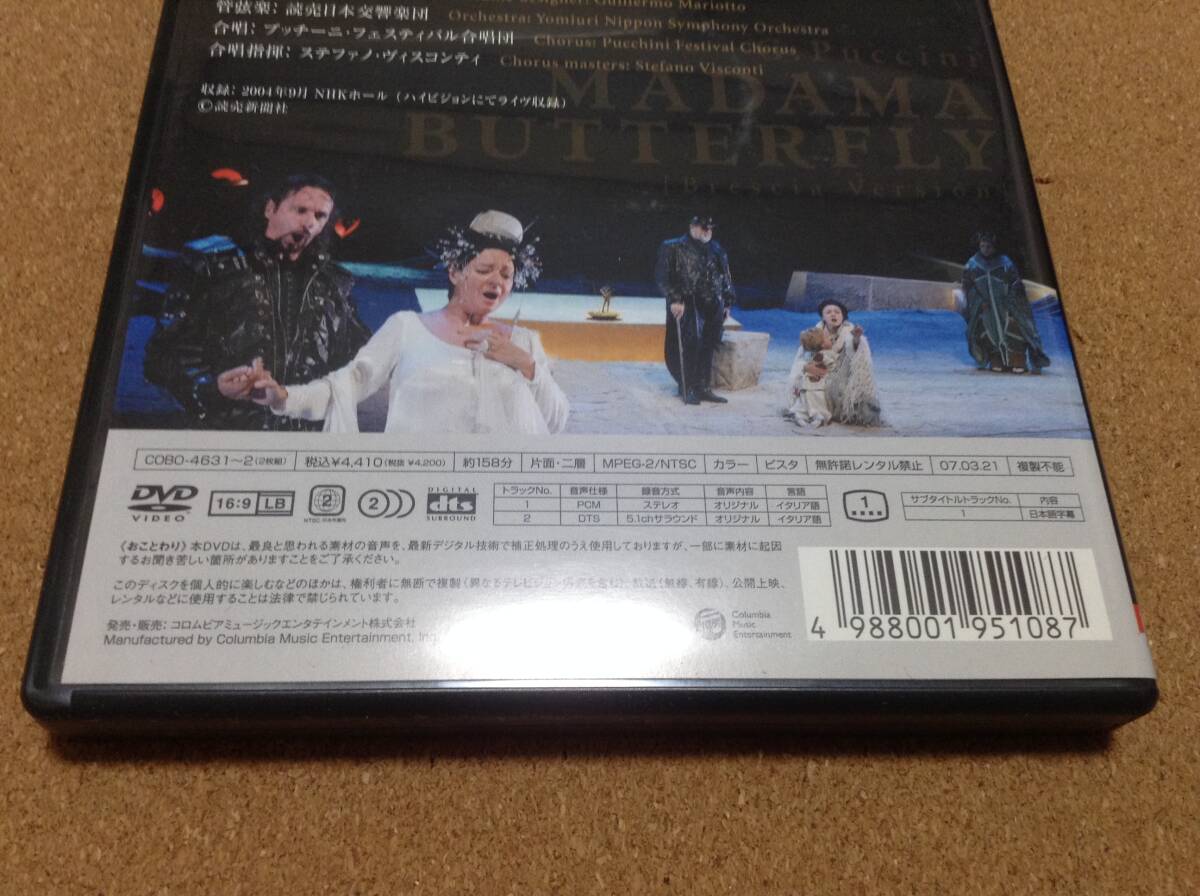 Designer: Guillermo Mariotto
管弦楽: 読売日本交響楽団
Orchestra: Yomiuri Nippon Symphony Orchestra
合唱: プッチーニ・フェスティバル合唱団
Chorus: Pucchini Festival Chorus
合唱指揮: ステファノ・ヴィスコンティ
Chorus masters: Stefano Visconti
収録: 2004年9月 NHKホール (ハイビジョンにてライヴ収録)
©読売新聞社
Puccini
MADAMA
BUTTERFLY
[Brescia Version]
COBO-4631~2(2枚組) 税込¥4,410(税抜 ¥4,200) 約158分 片面・二層 MPEG-2/NTSC カラー ビスタ 無許諾レンタル禁止 07.03.21 複製不能
DVD VIDEO 16:9 LB 2 NTSC 日本市場向 2))) DIGITAL dts SURROUND
トラックNo. 音声仕様 録音方式 音声内容 言語
1 PCM ステレオ オリジナル イタリア語
2 DTS 5.1chサラウンド オリジナル イタリア語
1
サブタイトルトラックNo. 内容
1 日本語字幕
《おことわり》本DVDは、最良と思われる素材の音声を、最新デジタル技術で補正処理のうえ使用しておりますが、一部に素材に起因
するお聞き苦しい箇所がありますことをご了承ください。
このディスクを個人的に楽しむなどのほかは、権利者に無断で複製(異なるテレビジョン方式を含む)、放送(無線、有線)、公開上映、
レンタルなどに使用することは法律で禁じられています。
発売・販売: コロムビアミュージックエンタテインメント株式会社
Manufactured by Columbia Music Entertainment, Inc.
Columbia
Music
Entertainment
4 988001 951087